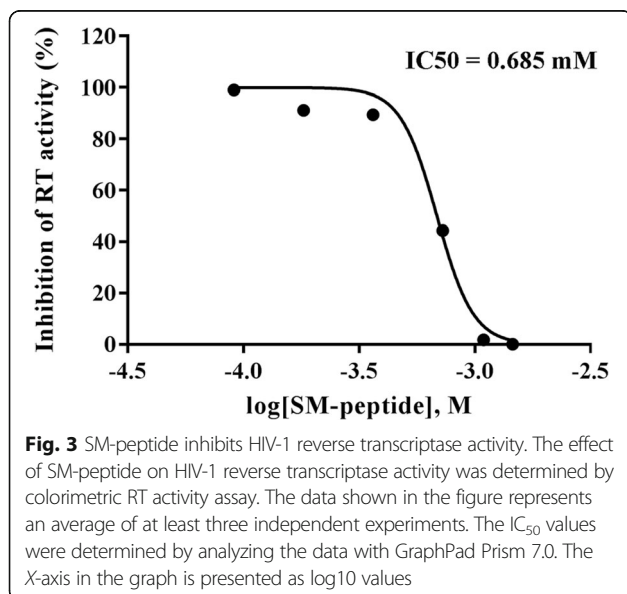 120
100
80
60
40
20
0
IC50 = 0.685 mM
Inhibition of RT activity (%)
-4.5 -4.0 -3.5 -3.0 -2.5
log[SM-peptide], M
Fig. 3 SM-peptide inhibits HIV-1 reverse transcriptase activity. The effect
of SM-peptide on HIV-1 reverse transcriptase activity was determined by
colorimetric RT activity assay. The data shown in the figure represents
an average of at least three independent experiments. The IC50 values
were determined by analyzing the data with GraphPad Prism 7.0. The
X-axis in the graph is presented as log10 values